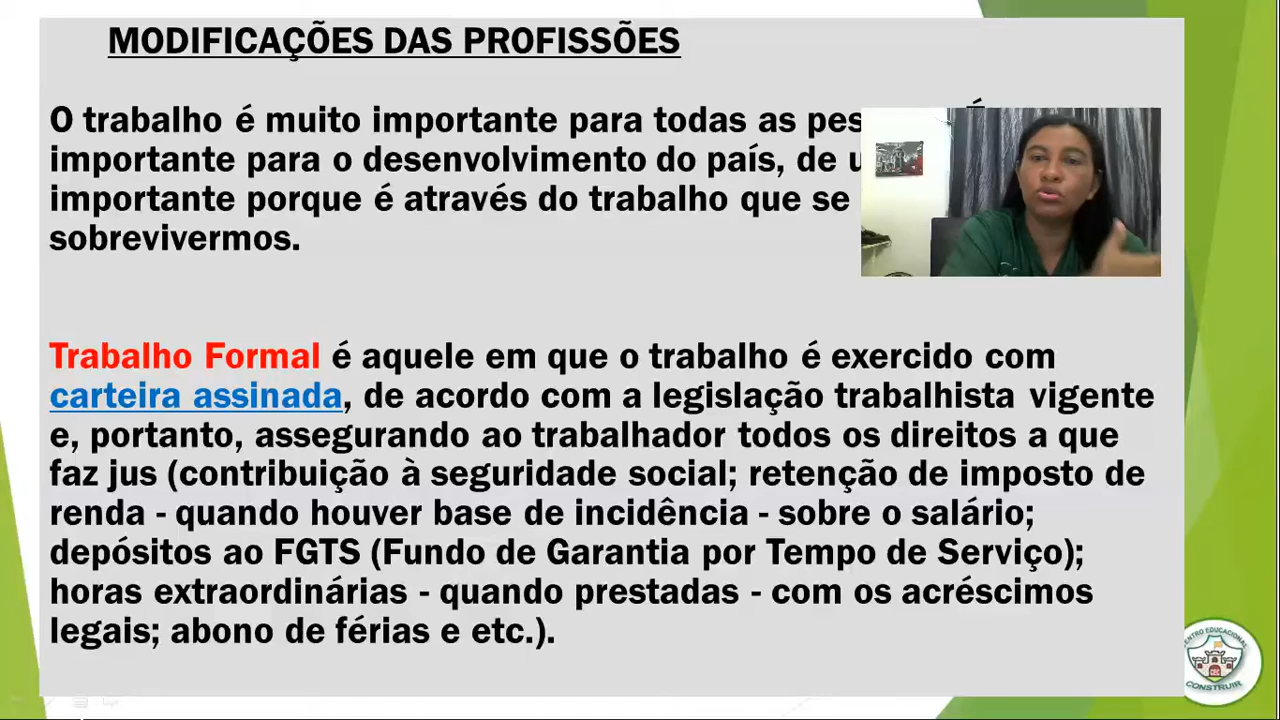 MODIFICAÇÕES DAS PROFISSÕES
O trabalho é muito importante para todas as
importante para o desenvolvimento do país, de
importante porque é através do trabalho que se
sobrevivermos.
Trabalho Formal é aquele em que o trabalho é exercido com
carteira assinada, de acordo com a legislação trabalhista vigente
e, portanto, assegurando ao trabalhador todos os direitos a que
faz jus (contribuição à seguridade social; retenção de imposto de
renda - quando houver base de incidência - sobre o salário;
depósitos ao FGTS (Fundo de Garantia por Tempo de Serviço);
horas extraordinárias - quando prestadas - com os acréscimos
legais; abono de férias e etc.).
CENTRO EDUCACIONAL
CONSTRUIR